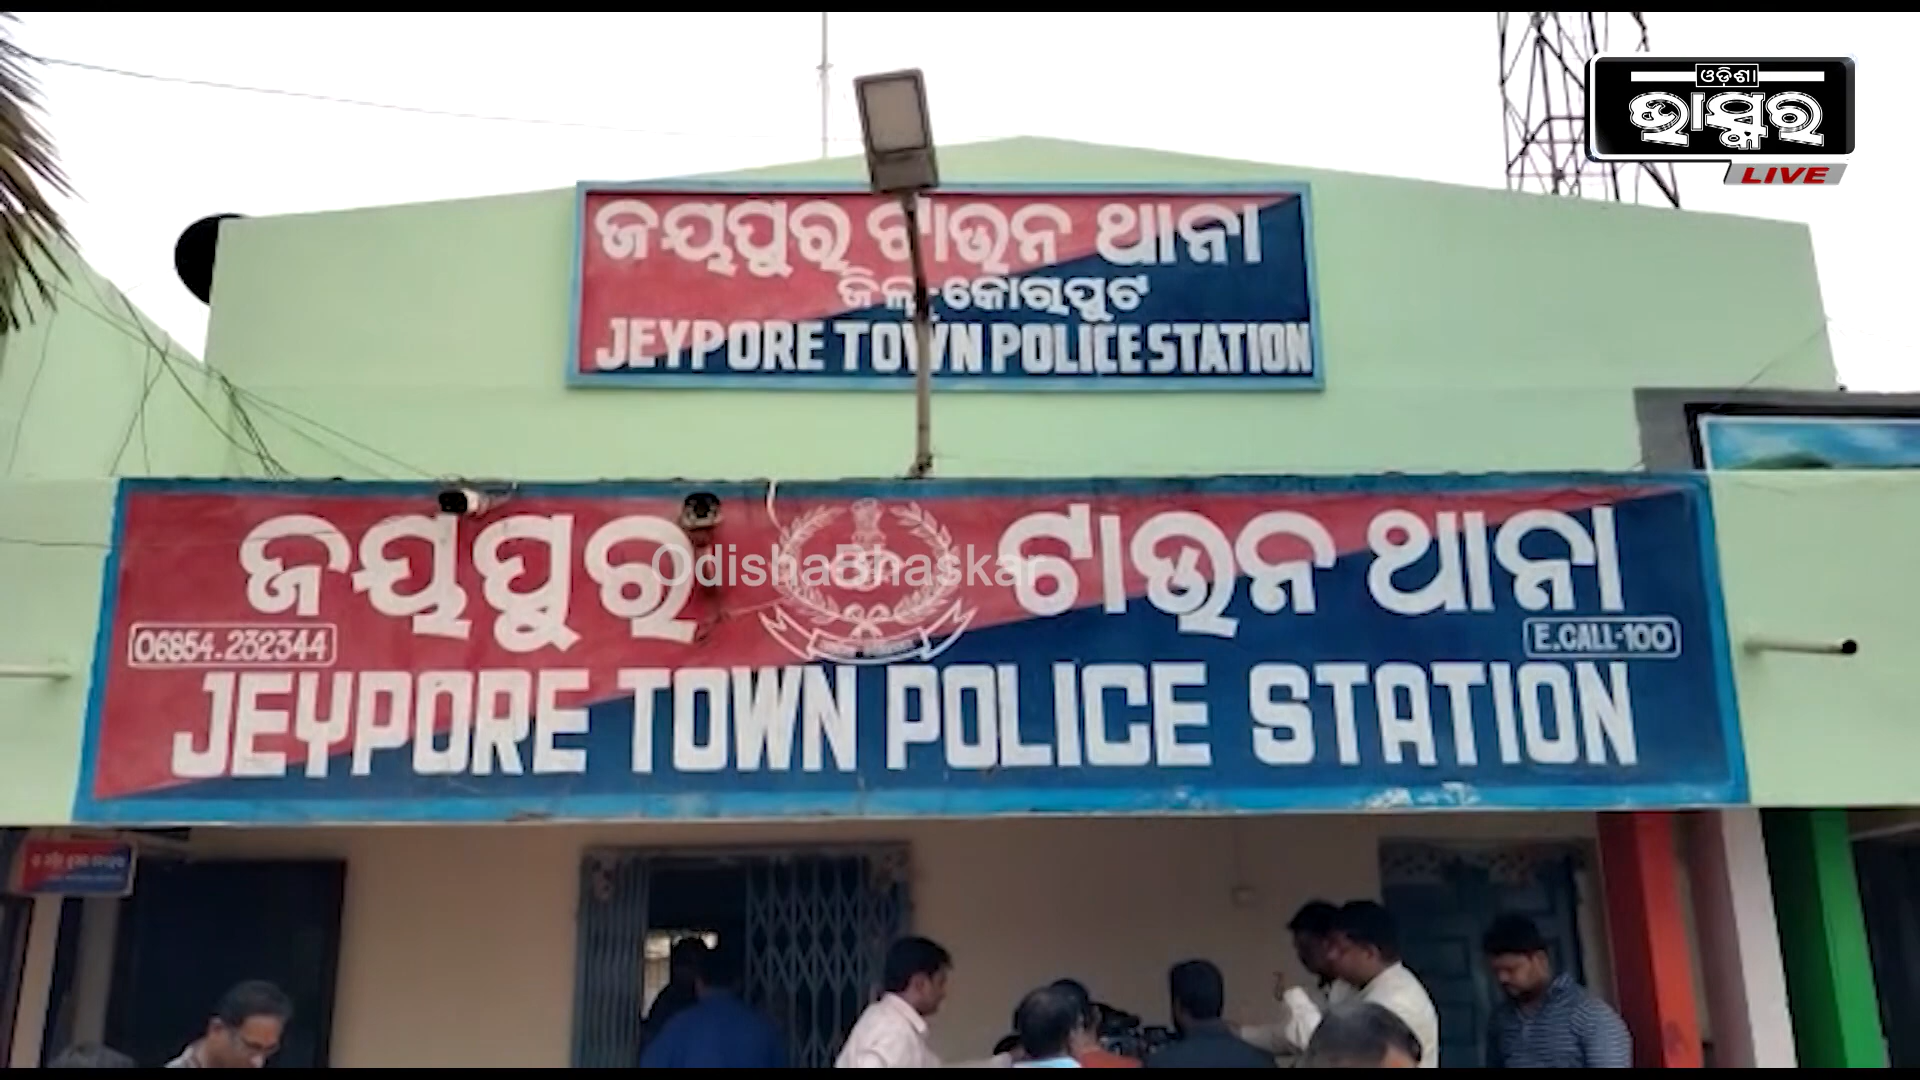 ଓଡ଼ିଶା
ଭାସ୍କର
LIVE
ଜୟପୁର ଟାଉନ ଥାନା
ଜିଲ୍ଲା-କୋରାପୁଟ
JEYPORE TOWN POLICE STATION
ଜୟପୁର ଟାଉନ ଥାନା
OdishaBhaskar
06854.232344
E.CALL-100
JEYPORE TOWN POLICE STATION